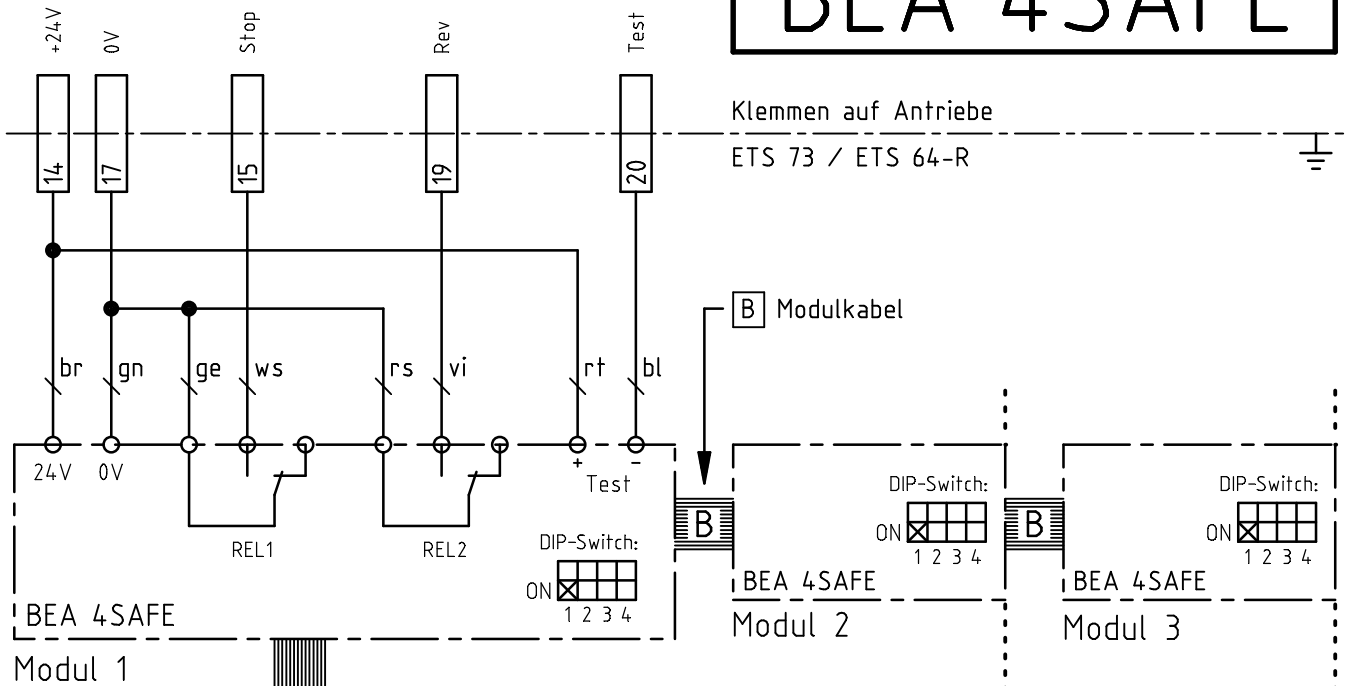 BEA 4SAFE
+24V 0V Stop Rev Test
Klemmen auf Antriebe
14 17 15 19 20
ETS 73 / ETS 64-R
B Modulkabel
br gn ge ws rs vi rt bl
24V 0V + -
Test
REL1 REL2
DIP-Switch:
ON
1 2 3 4
BEA 4SAFE
Modul 1
B
DIP-Switch:
ON
1 2 3 4
BEA 4SAFE
Modul 2
B
DIP-Switch:
ON
1 2 3 4
BEA 4SAFE
Modul 3